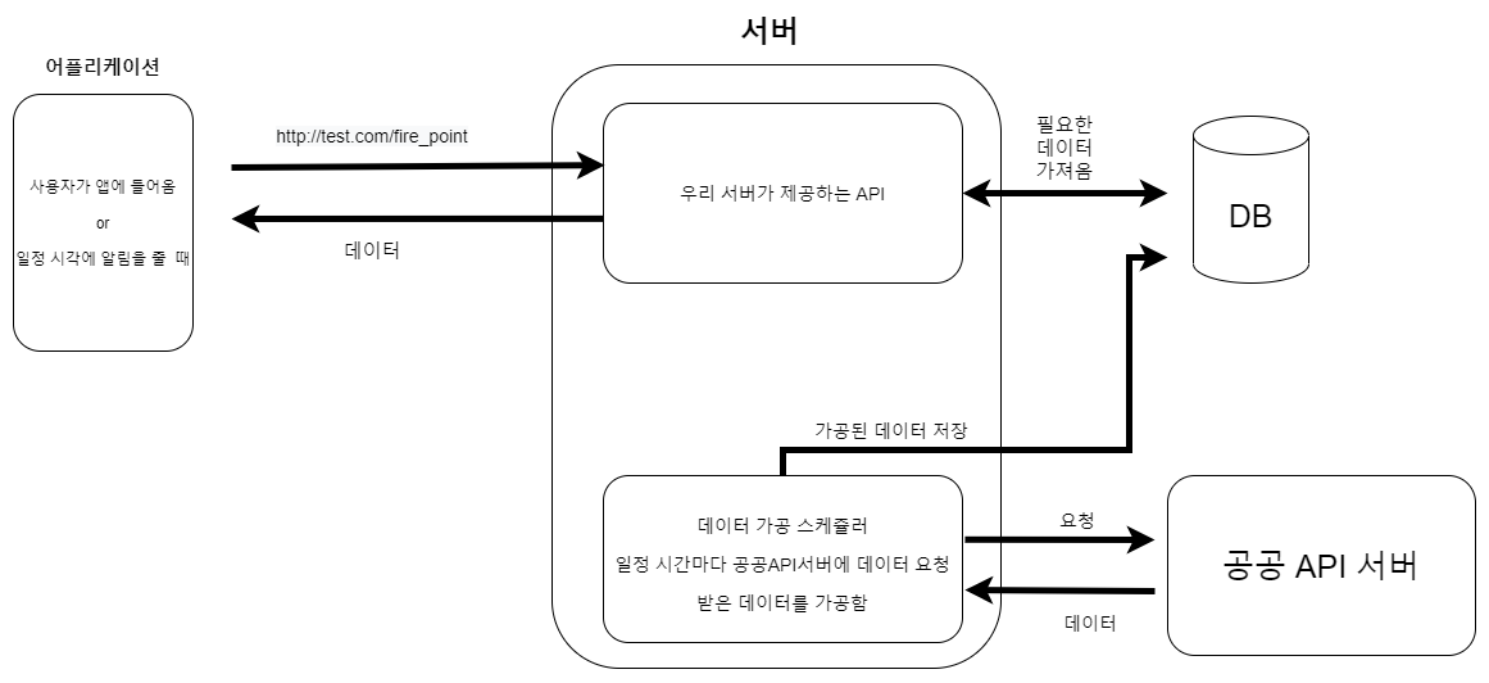 서버
어플리케이션
사용자가 앱에 들어옴
or
일정 시각에 알림을 줄 때
http://test.com/fire_point
데이터
우리 서버가 제공하는 API
필요한
데이터
가져옴
DB
가공된 데이터 저장
데이터 가공 스케쥴러
일정 시간마다 공공API서버에 데이터 요청
받은 데이터를 가공함
요청
데이터
공공 API 서버